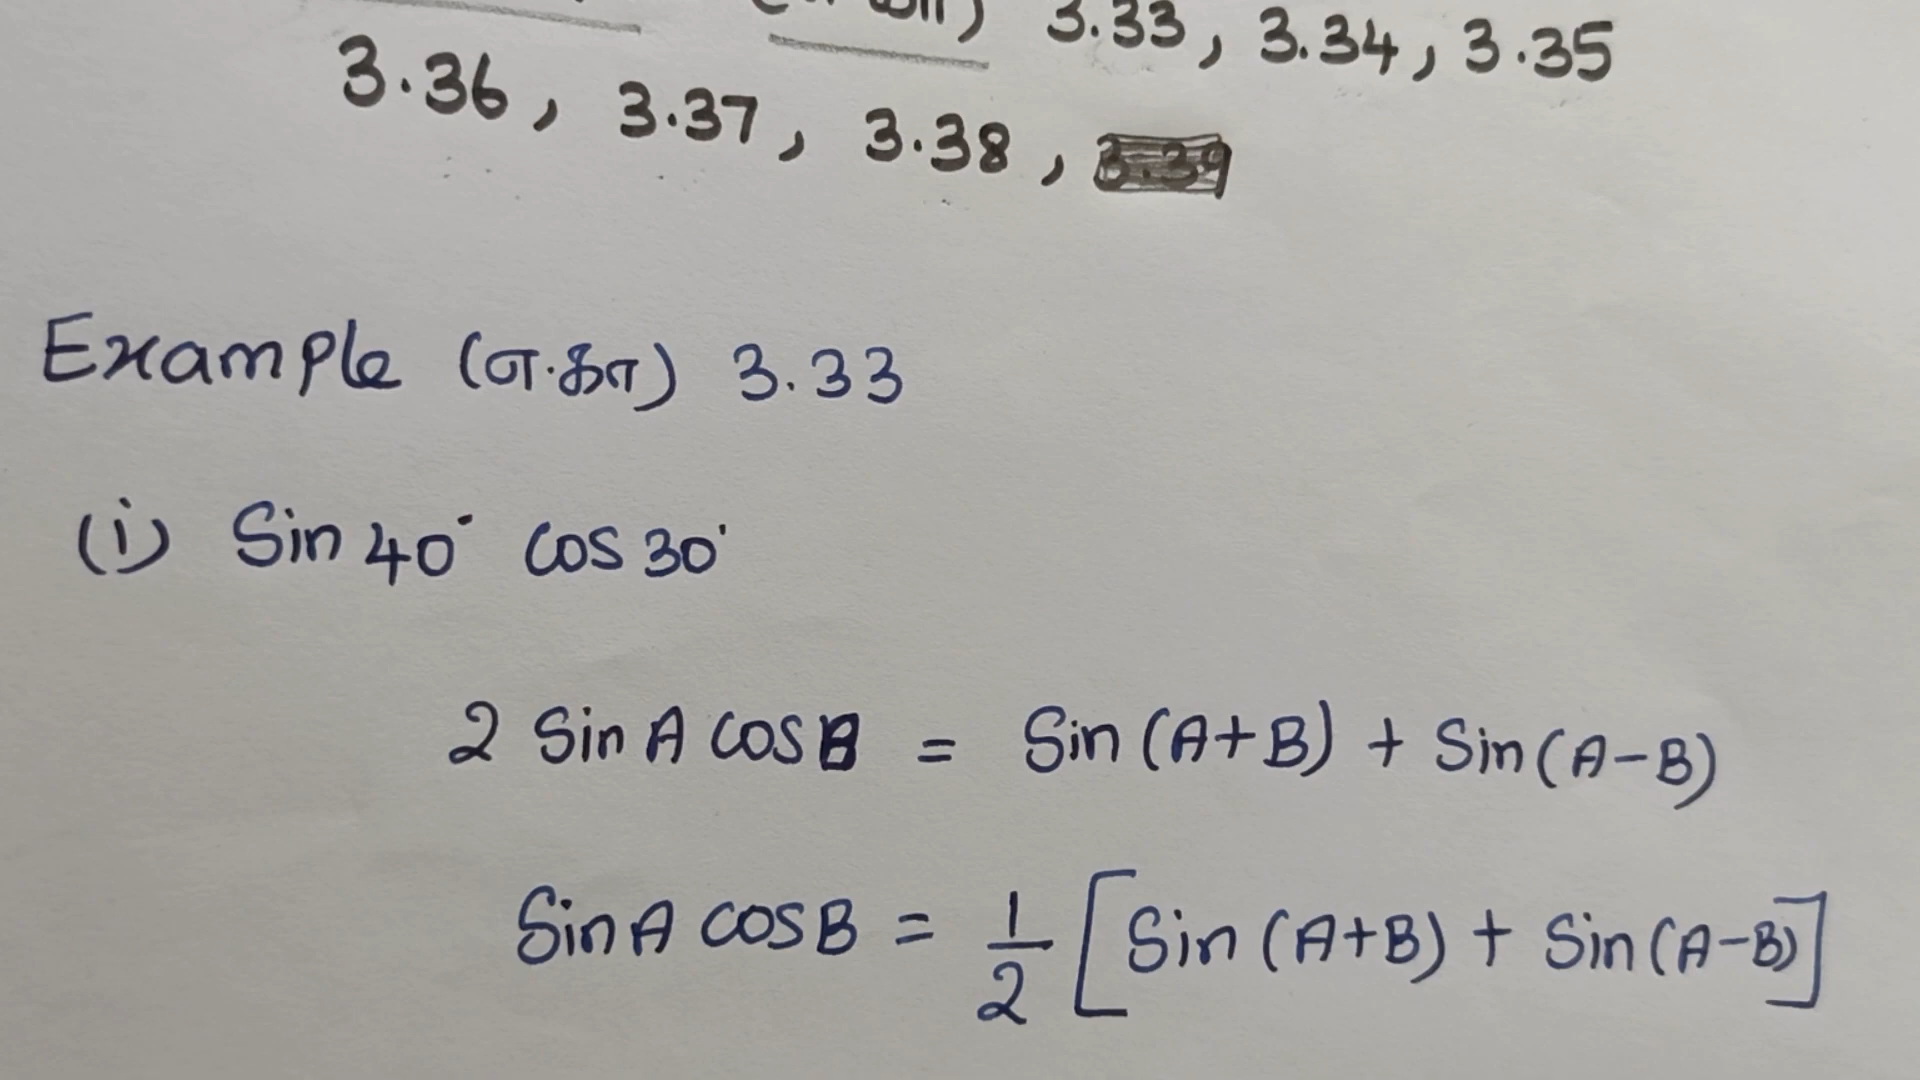 3.33, 3.34, 3.35
3.36, 3.37, 3.38,
Example (எ.கா) 3.33
(i) Sin 40° cos 30°
2 Sin A cos B = Sin (A+B) + Sin (A-B)
Sin A cos B = 1/2 [Sin (A+B) + Sin (A-B)]